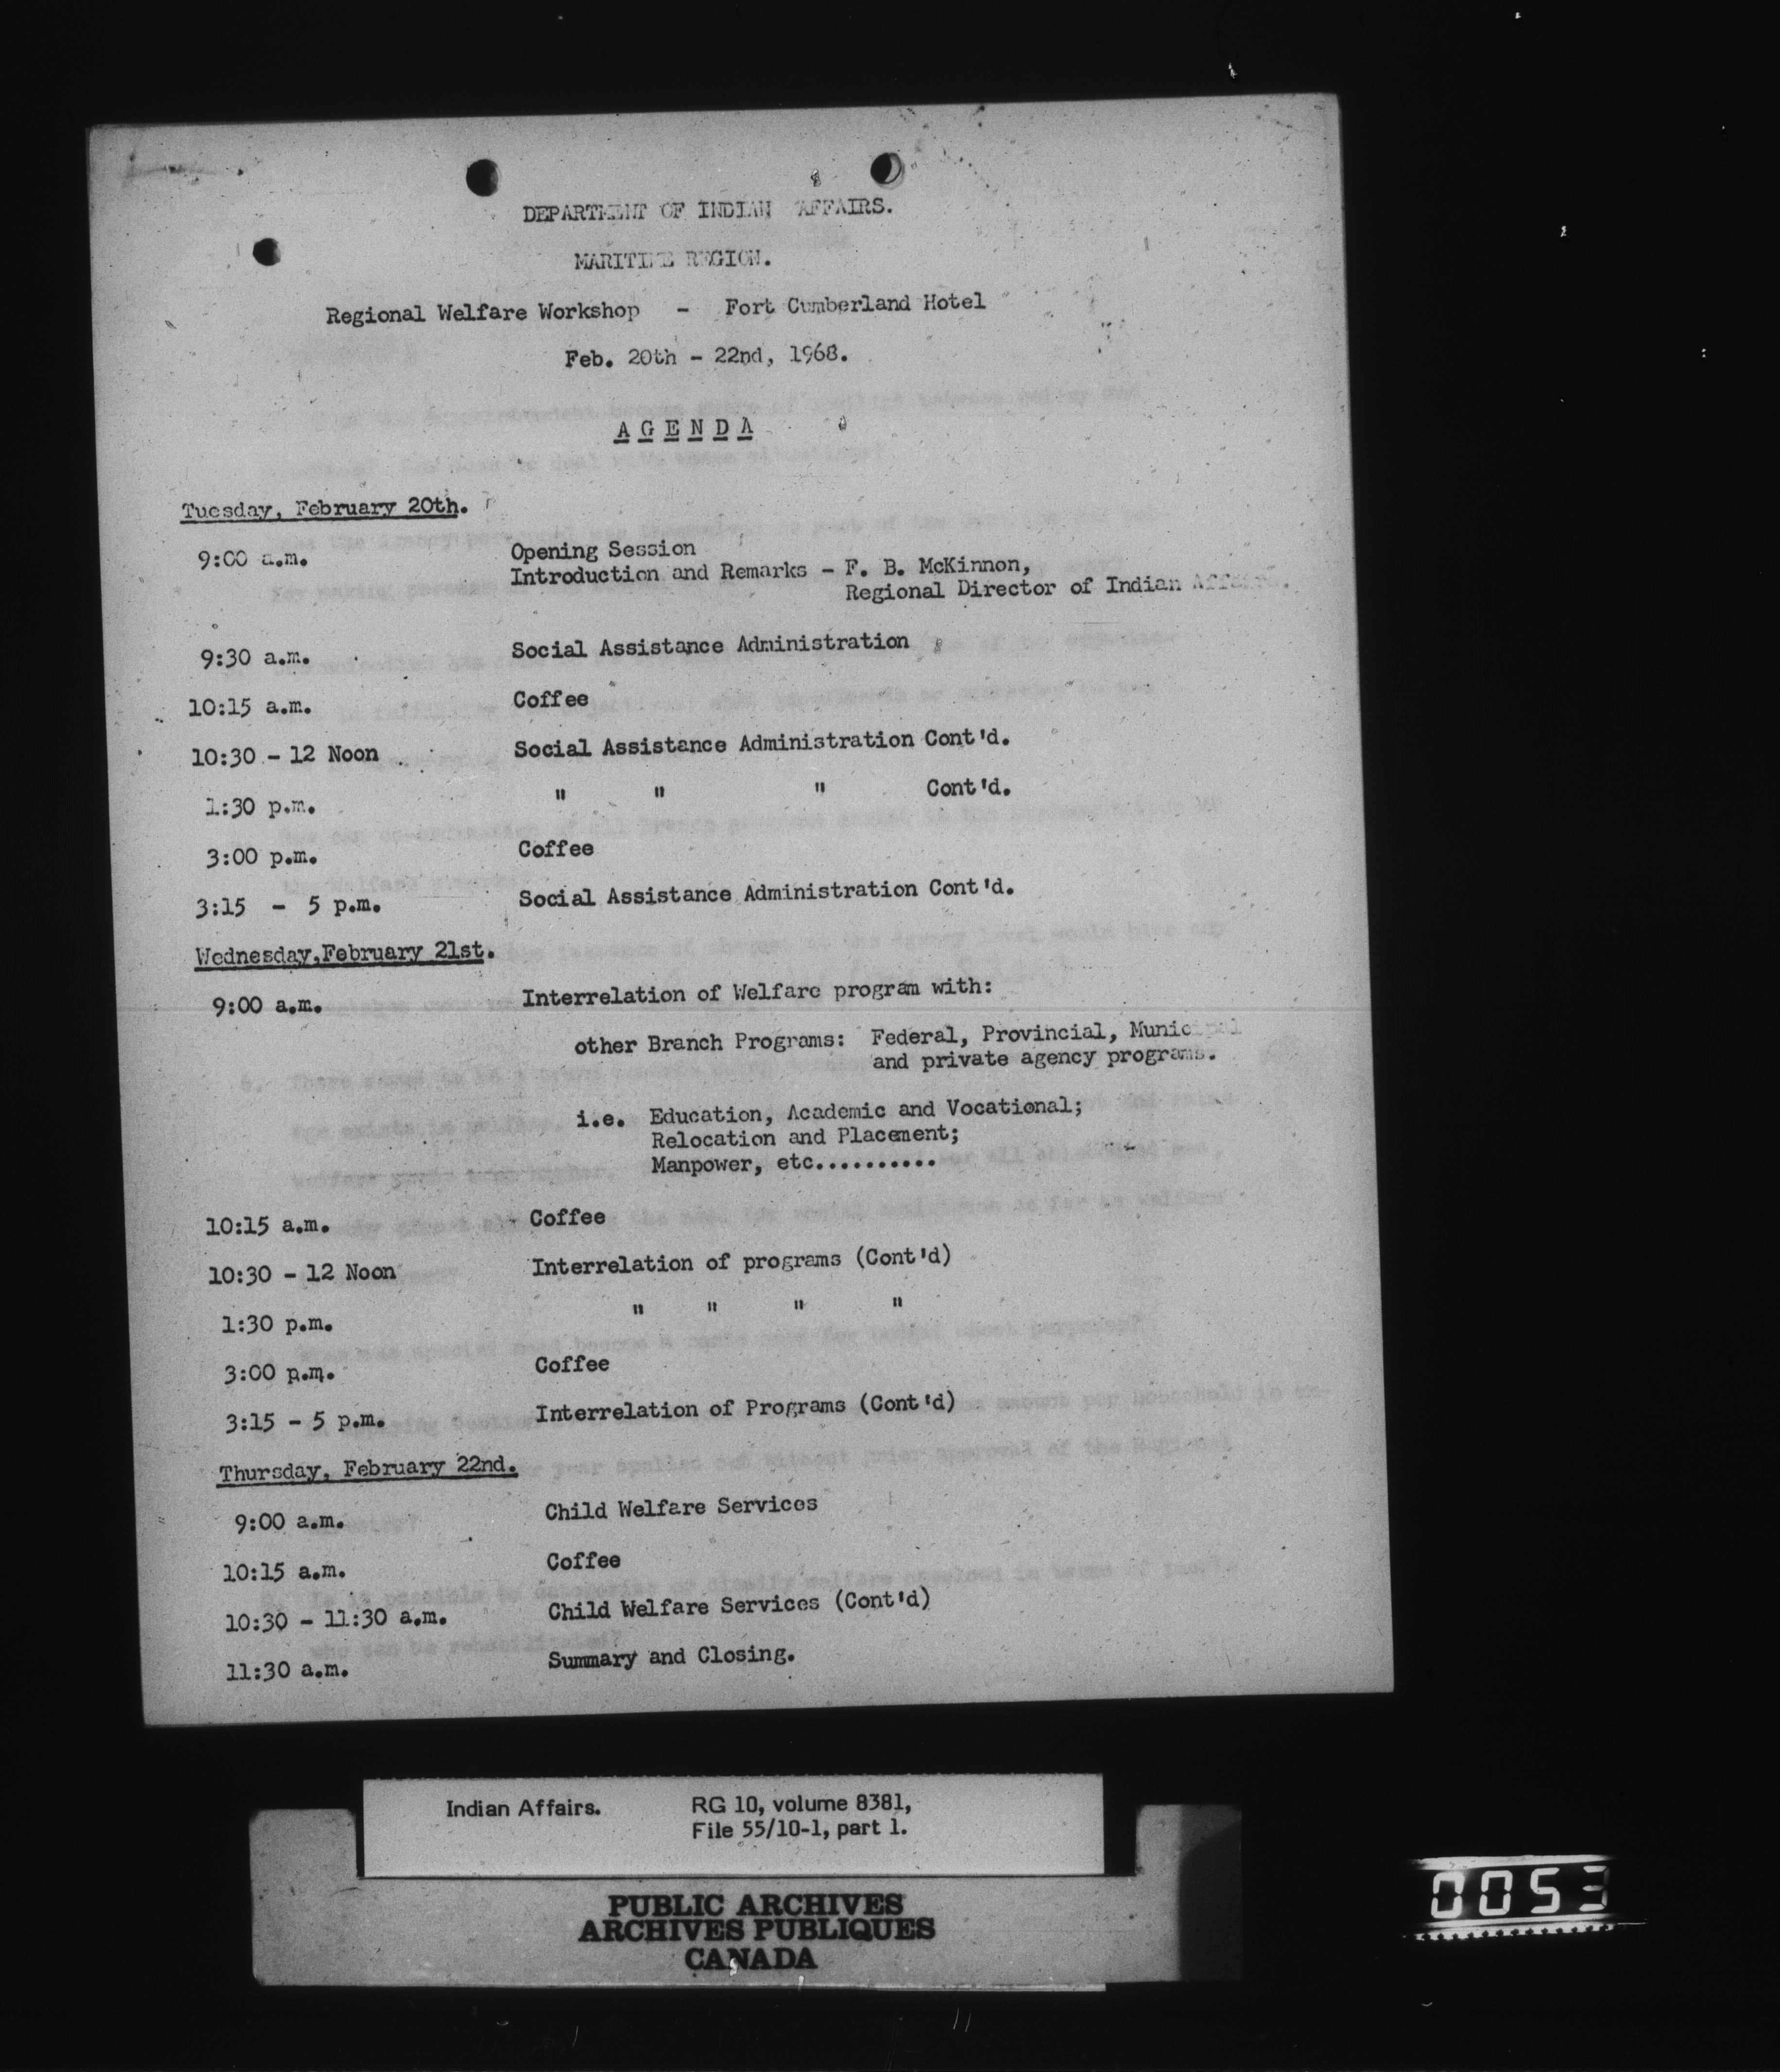 DEPARTMENT OF INDIAN AFFAIRS.
MARITIME REGION.
Regional Welfare Workshop - Fort Cumberland Hotel
Feb. 20th - 22nd, 1968.
AGENDA
Tuesday, February 20th.
9:00 a.m. Opening Session
Introduction and Remarks - F. B. McKinnon,
Regional Director of Indian Affairs.
9:30 a.m. Social Assistance Administration
10:15 a.m. Coffee
10:30 - 12 Noon Social Assistance Administration Cont'd.
1:30 p.m. " " " Cont'd.
3:00 p.m. Coffee
3:15 - 5 p.m. Social Assistance Administration Cont'd.
Wednesday,February 21st.
9:00 a.m. Interrelation of Welfare program with:
other Branch Programs: Federal, Provincial, Municipal
and private agency programs.
i.e. Education, Academic and Vocational;
Relocation and Placement;
Manpower, etc..........
10:15 a.m. Coffee
10:30 - 12 Noon Interrelation of programs (Cont'd)
1:30 p.m. " " " "
3:00 p.m. Coffee
3:15 - 5 p.m. Interrelation of Programs (Cont'd)
Thursday, February 22nd.
9:00 a.m. Child Welfare Services
10:15 a.m. Coffee
10:30 - 11:30 a.m. Child Welfare Services (Cont'd)
11:30 a.m. Summary and Closing.
Indian Affairs. RG 10, volume 8381,
File 55/10-1, part 1.
PUBLIC ARCHIVES
ARCHIVES PUBLIQUES
CANADA
0053